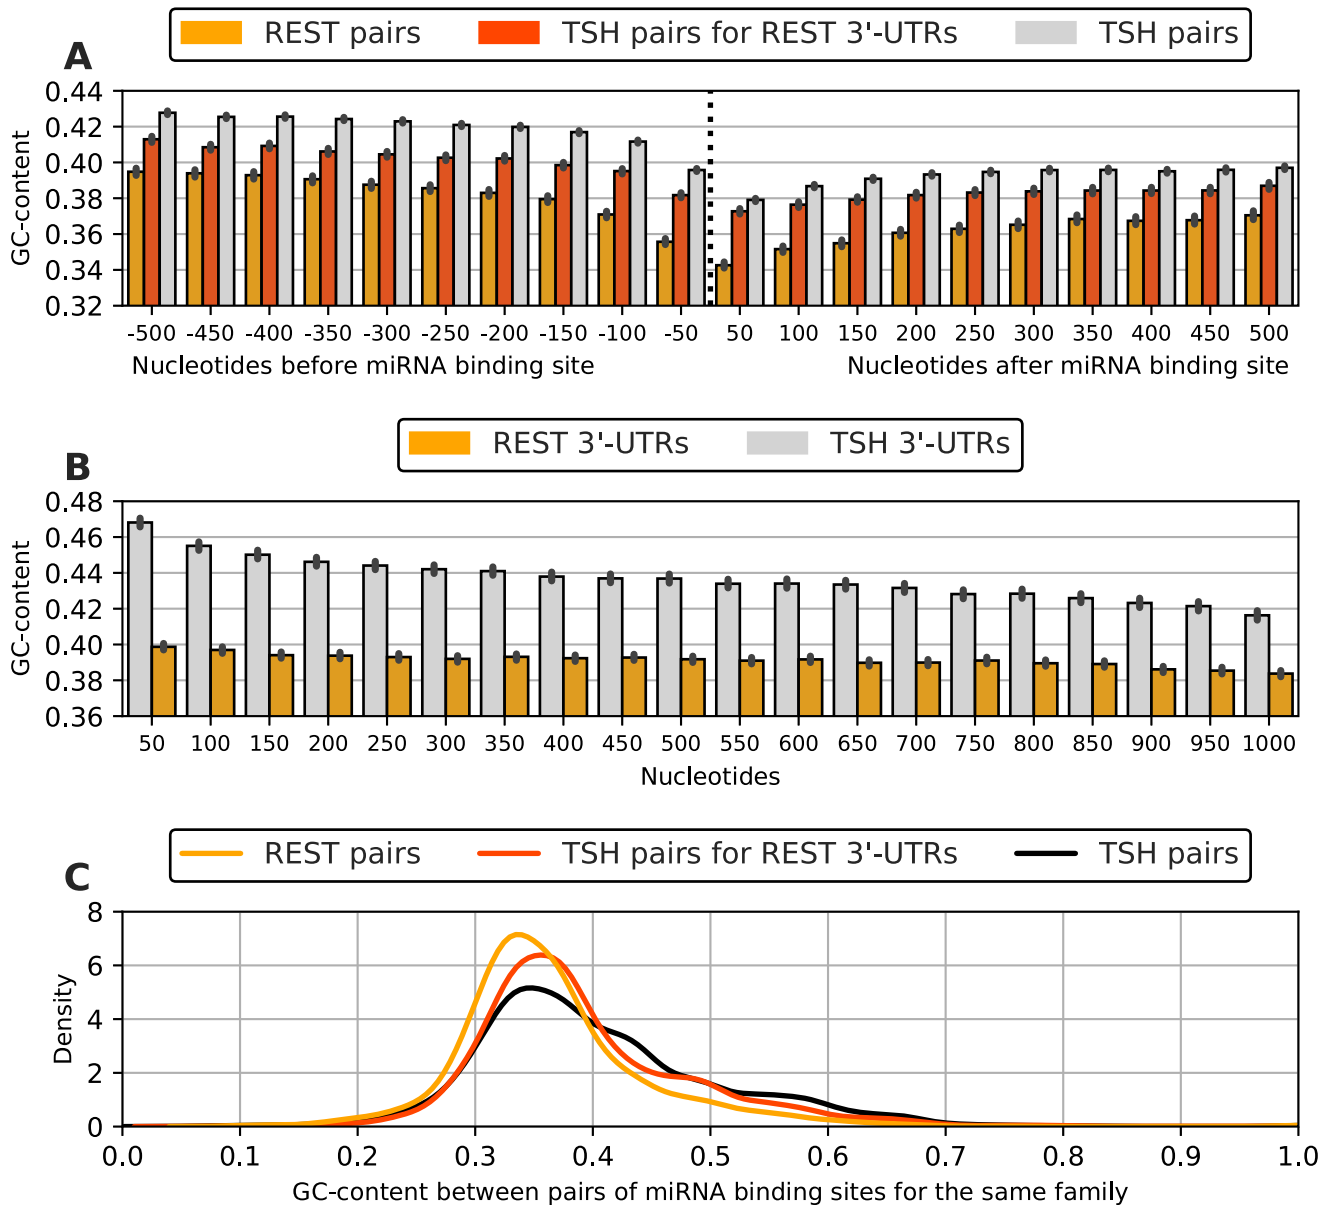 REST pairs TSH pairs for REST 3'-UTRs TSH pairs
A
0.44
0.42
0.40
0.38
0.36
0.34
0.32
GC-content
-500 -450 -400 -350 -300 -250 -200 -150 -100 -50 50 100 150 200 250 300 350 400 450 500
Nucleotides before miRNA binding site Nucleotides after miRNA binding site
REST 3'-UTRs TSH 3'-UTRs
B
0.48
0.46
0.44
0.42
0.40
0.38
0.36
GC-content
50 100 150 200 250 300 350 400 450 500 550 600 650 700 750 800 850 900 950 1000
Nucleotides
REST pairs TSH pairs for REST 3'-UTRs TSH pairs
C
8
6
4
2
0
Density
0.0 0.1 0.2 0.3 0.4 0.5 0.6 0.7 0.8 0.9 1.0
GC-content between pairs of miRNA binding sites for the same family